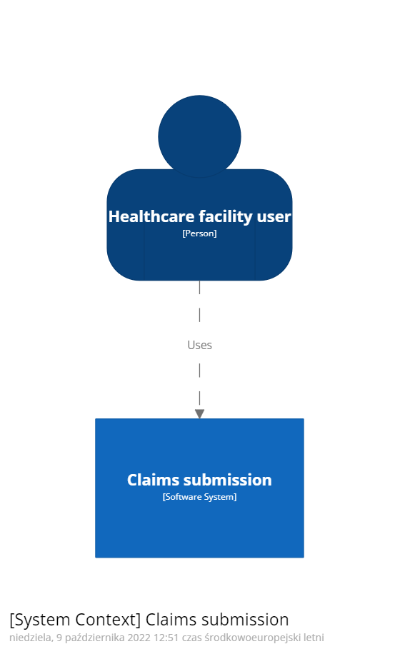 Healthcare facility user
[Person]
Uses
Claims submission
[Software System]
[System Context] Claims submission
niedziela, 9 października 2022 12:51 czas środkowoeuropejski letni